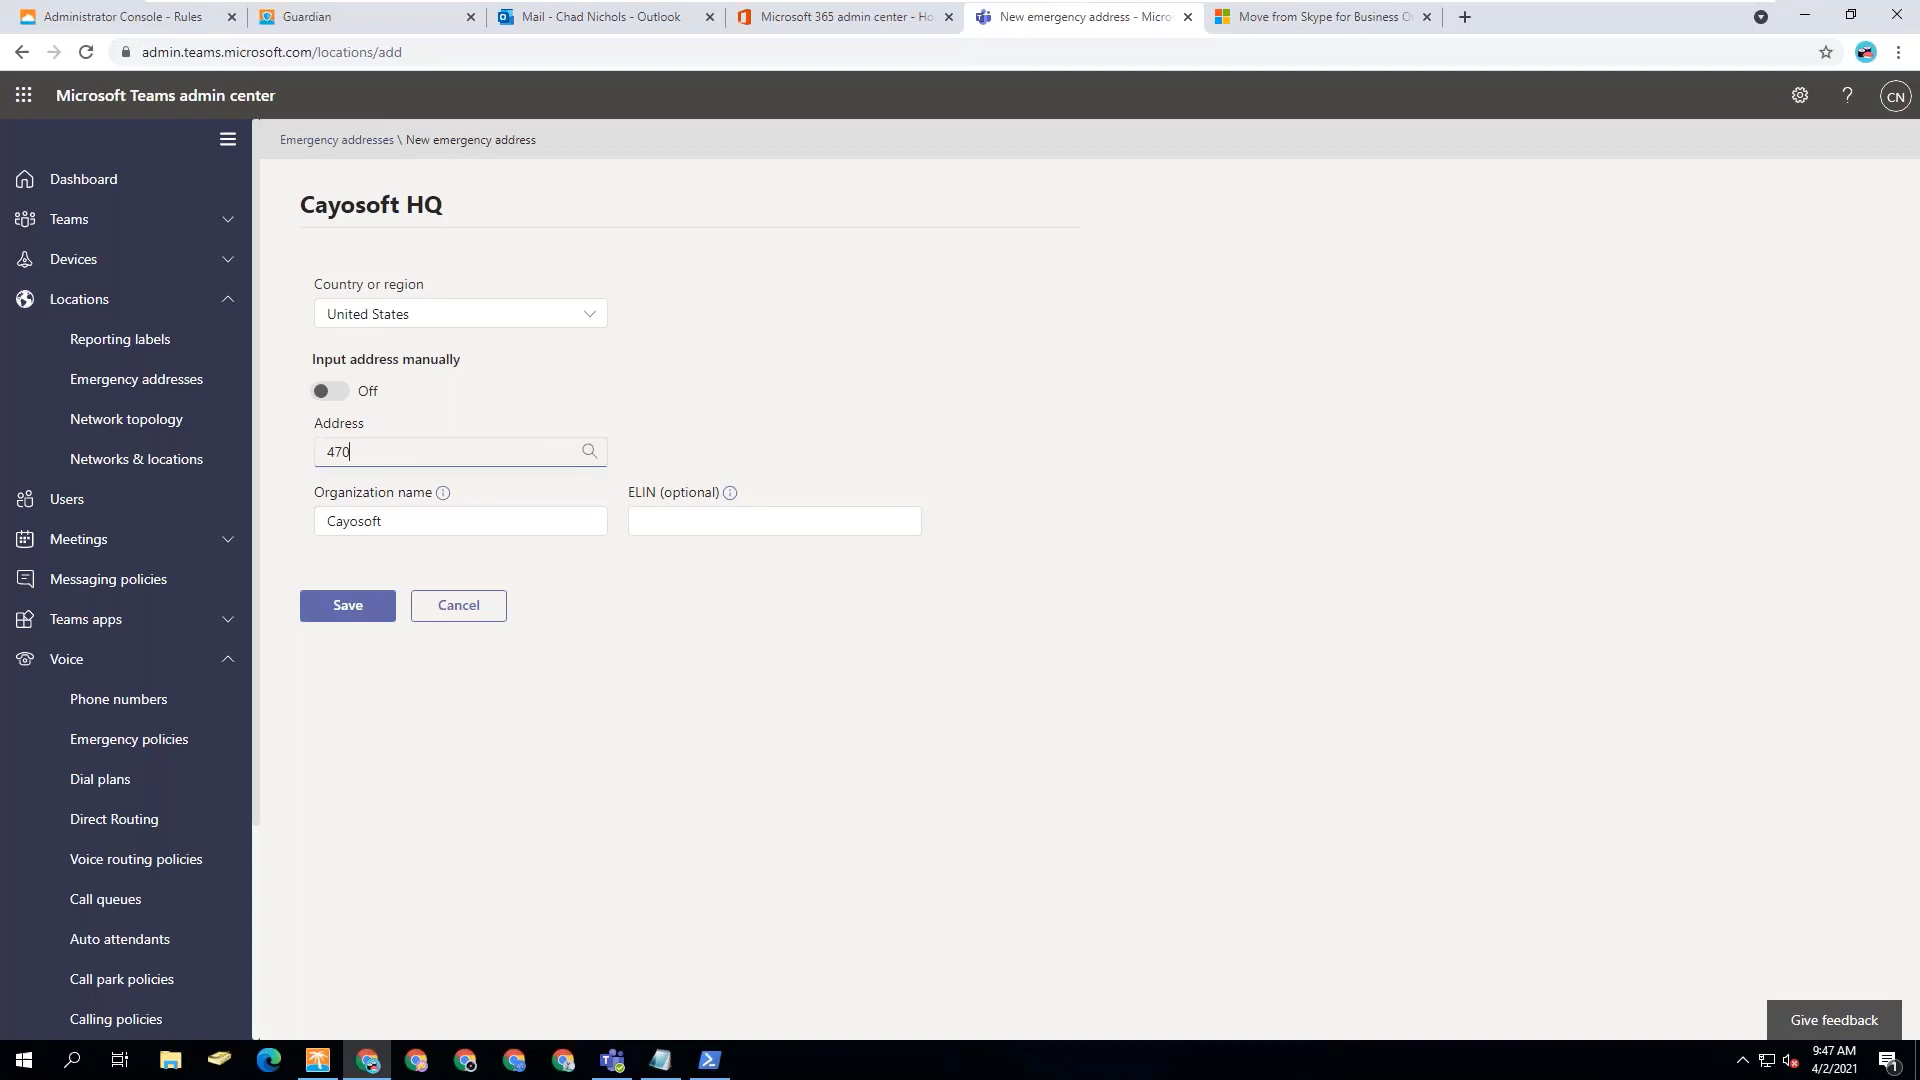 Administrator Console - Rules
Guardian
Mail - Chad Nichols - Outlook
Microsoft 365 admin center - Ho
New emergency address - Micro
Move from Skype for Business O
admin.teams.microsoft.com/locations/add
Microsoft Teams admin center
CN
Emergency addresses \ New emergency address
Dashboard
Teams
Devices
Locations
Reporting labels
Emergency addresses
Network topology
Networks & locations
Users
Meetings
Messaging policies
Teams apps
Voice
Phone numbers
Emergency policies
Dial plans
Direct Routing
Voice routing policies
Call queues
Auto attendants
Call park policies
Calling policies
Cayosoft HQ
Country or region
United States
Input address manually
Off
Address
470
Organization name
ELIN (optional)
Cayosoft
Save
Cancel
Give feedback
9:47 AM
4/2/2021
1